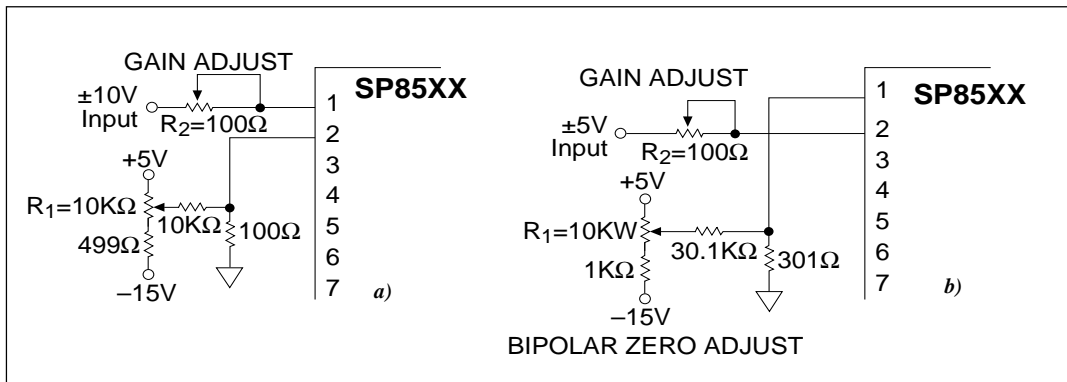 GAIN ADJUST
SP85XX
±10V
Input
R2=100Ω
1
2
3
4
5
6
7
+5V
R1=10KΩ
10KΩ
100Ω
499Ω
–15V
a)
GAIN ADJUST
SP85XX
±5V
Input
R2=100Ω
1
2
3
4
5
6
7
+5V
R1=10KW
30.1KΩ
301Ω
1KΩ
–15V
b)
BIPOLAR ZERO ADJUST